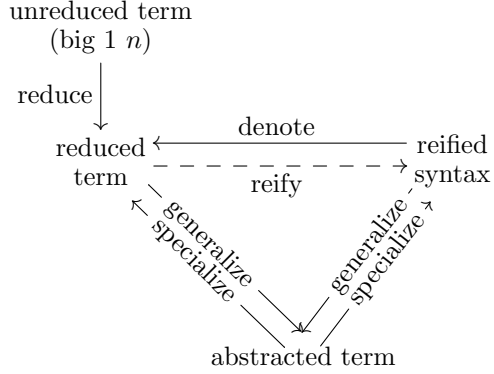 unreduced term
(big 1 n)
reduce
denote
reduced
term
reified
syntax
reify
generalize
specialize
generalize
specialize
abstracted term